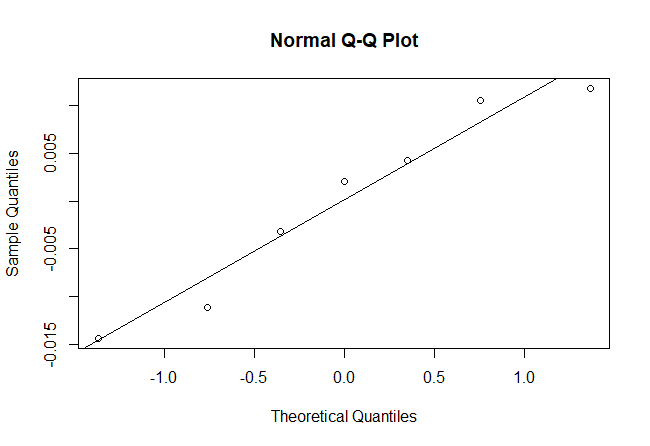 Normal Q-Q Plot
Sample Quantiles
0.005
-0.005
-0.015
-1.0 -0.5 0.0 0.5 1.0
Theoretical Quantiles